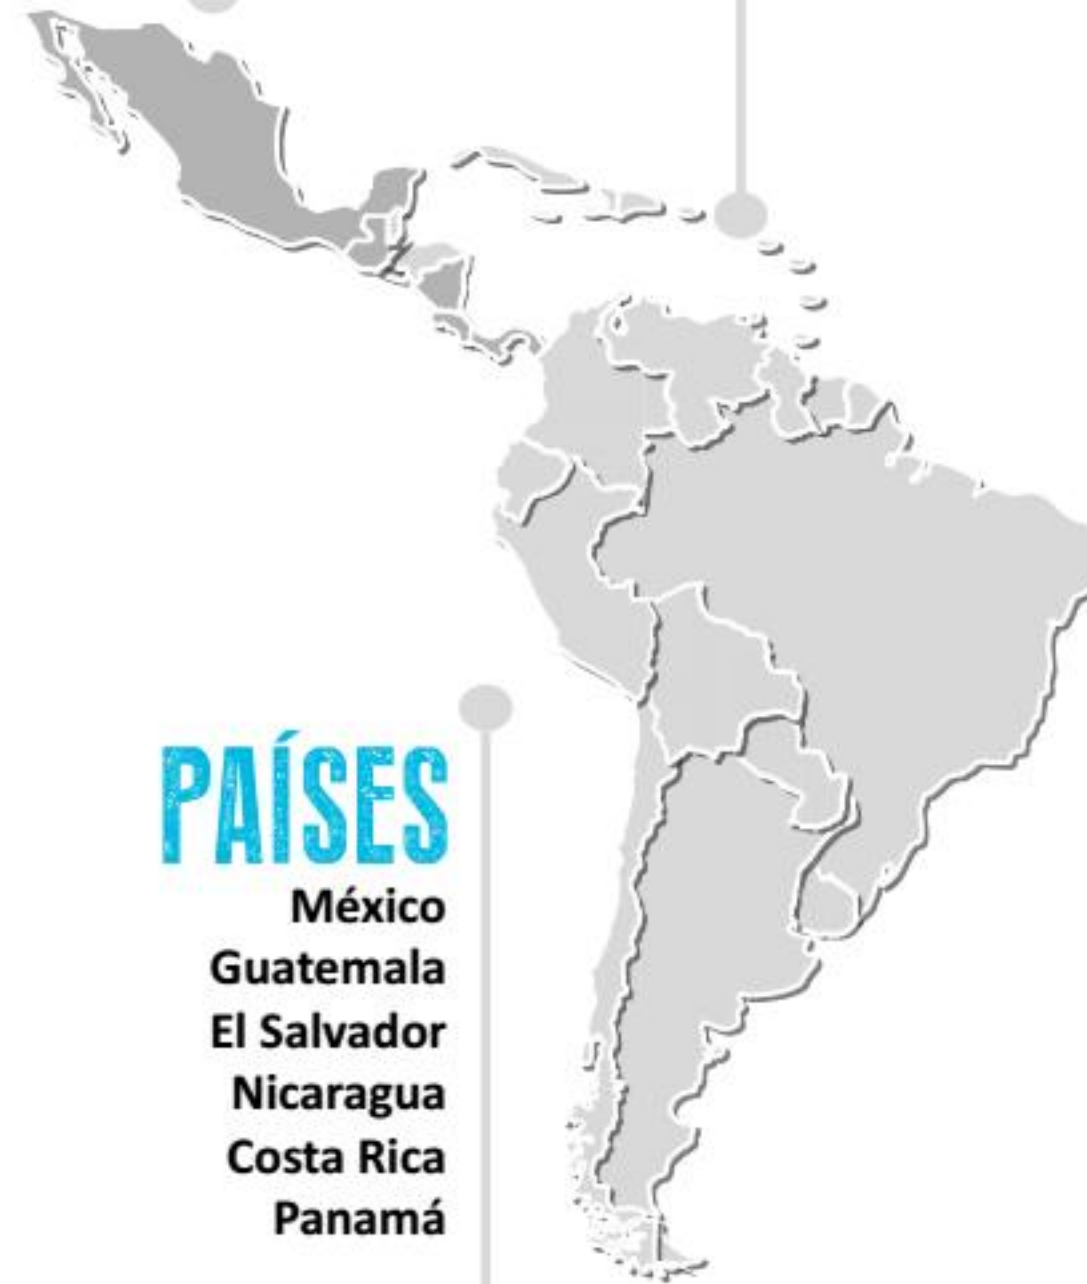 PAÍSES
México
Guatemala
El Salvador
Nicaragua
Costa Rica
Panamá